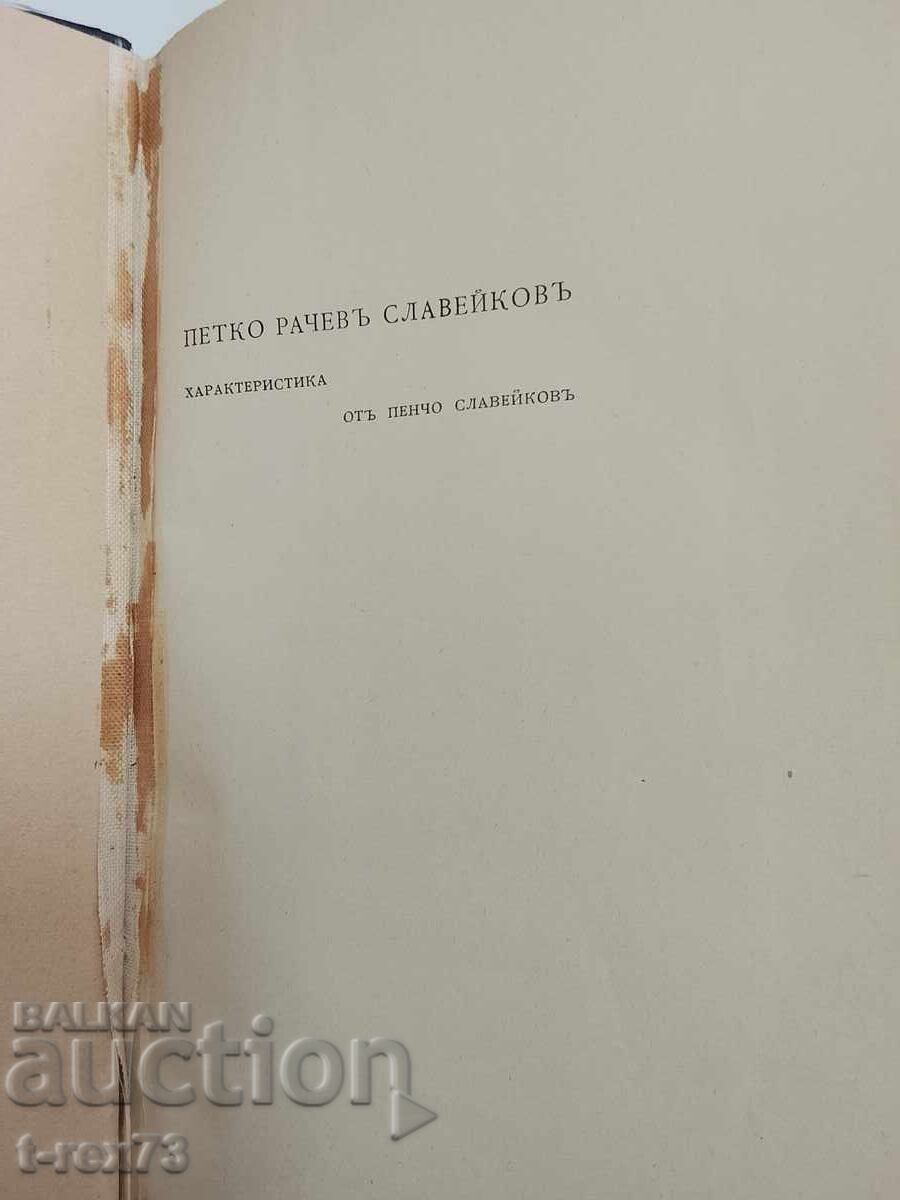 ПЕТКО РАЧЕВЪ СЛАВЕЙКОВЪ
ХАРАКТЕРИСТИКА
ОТЪ ПЕНЧО СЛАВЕЙКОВЪ
BALKAN
auction
t-rex73